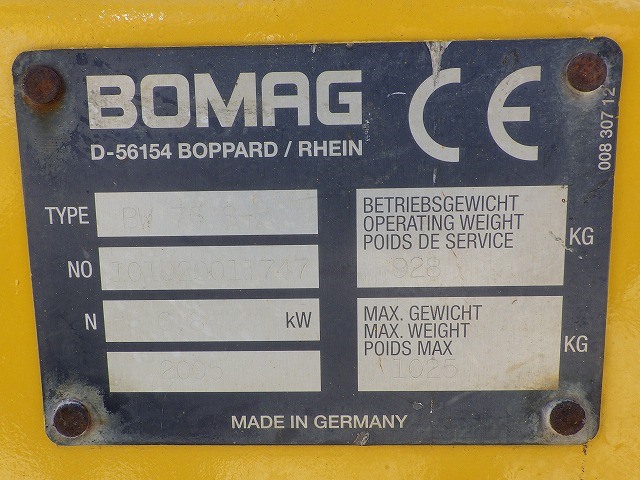 BOMAG
CE
D-56154 BOPPARD / RHEIN
008 307 12
TYPE BW
NO
N kW
BETRIEBSGEWICHT
OPERATING WEIGHT
POIDS DE SERVICE
928 KG
MAX. GEWICHT
MAX. WEIGHT
POIDS MAX
1025 KG
MADE IN GERMANY